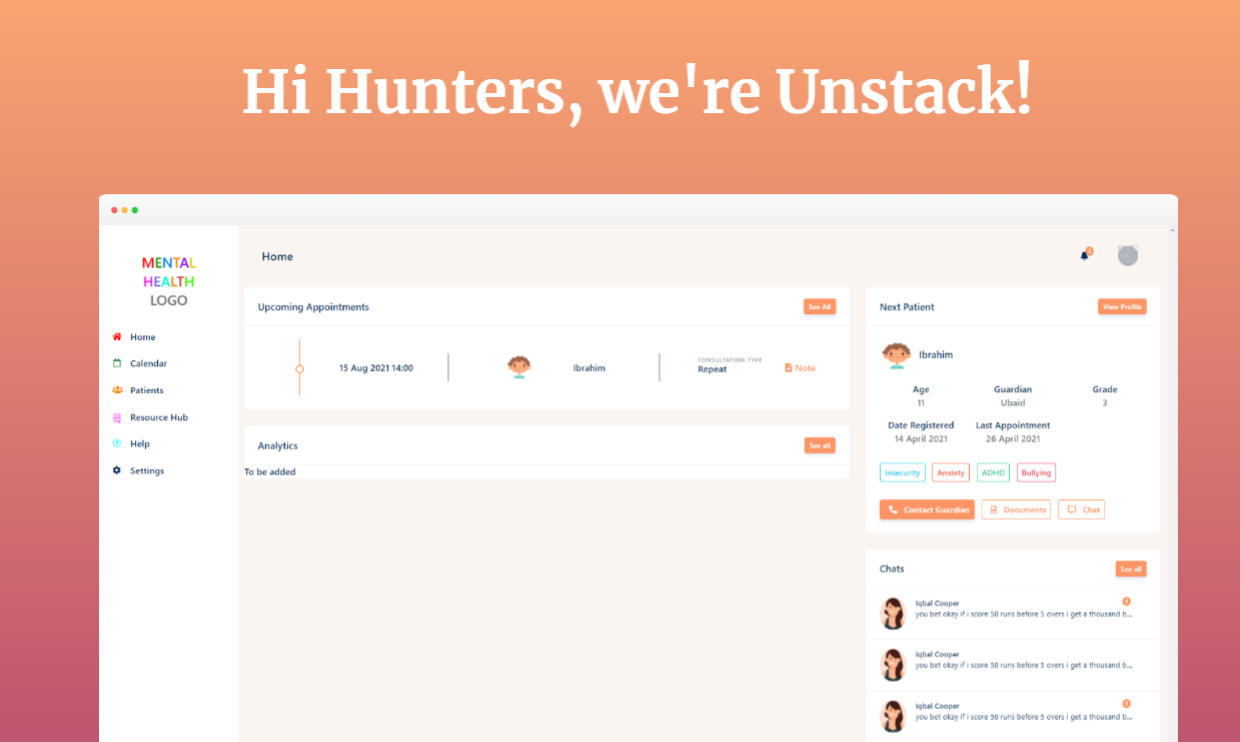 Hi Hunters, we're Unstack!
MENTAL
HEALTH
LOGO
Home
Calendar
Patients
Resource Hub
Help
Settings
Home
Upcoming Appointments
See All
15 Aug 2021 14:00
Ibrahim
CONSULTATION TYPE
Repeat
Note
Analytics
See all
To be added
Next Patient
View Profile
Ibrahim
Age Guardian Grade
11 Ubaid 3
Date Registered Last Appointment
14 April 2021 26 April 2021
Insecurity Anxiety ADHD Bullying
Contact Guardian Documents Chat
Chats
See all
Iqbal Cooper
you bet okay if i score 50 runs before 5 overs i get a thousand b...
Iqbal Cooper
you bet okay if i score 50 runs before 5 overs i get a thousand b...
Iqbal Cooper
you bet okay if i score 50 runs before 5 overs i get a thousand b...